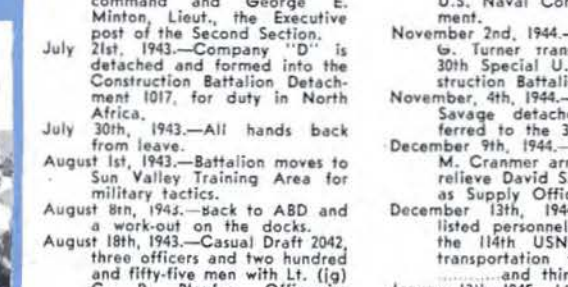 command and George E.
Minton, Lieut., the Executive
post of the Second Section.
July 21st, 1943.—Company "D" is
detached and formed into the
Construction Battalion Detach-
ment 1017, for duty in North
Africa.
July 30th, 1943.—All hands back
from leave.
August 1st, 1943.—Battalion moves to
Sun Valley Training Area for
military tactics.
August 8th, 1943.—Back to ABD and
a work-out on the docks.
August 18th, 1943.—Casual Draft 2042,
three officers and two hundred
and fifty-five men with Lt. (jg)
U.S. Naval Con
ment.
November 2nd, 1944.—
G. Turner tran
30th Special U.
struction Battali
November, 4th, 1944.—
Savage detach
ferred to the 3
December 9th, 1944.—
M. Cranmer arr
relieve David S
as Supply Offic
December 13th, 194
listed personnel
the 114th USN
transportation
..........and thir